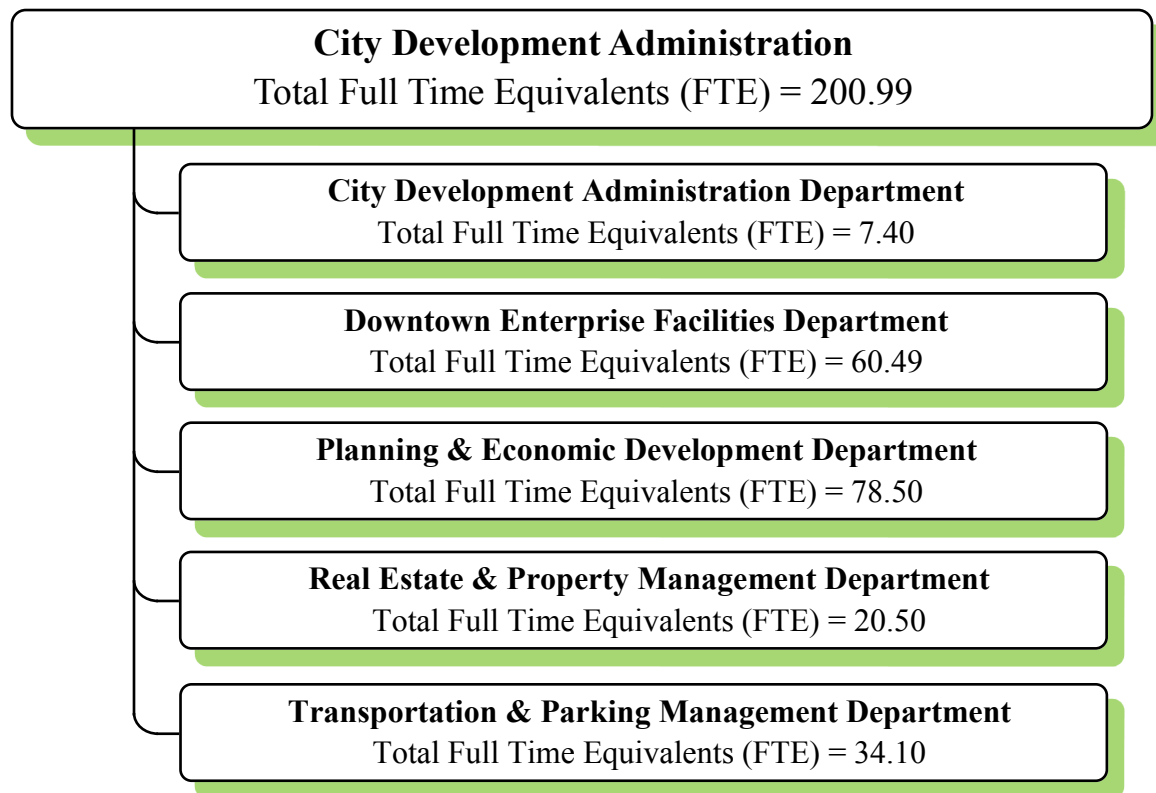 City Development Administration
Total Full Time Equivalents (FTE) = 200.99
City Development Administration Department
Total Full Time Equivalents (FTE) = 7.40
Downtown Enterprise Facilities Department
Total Full Time Equivalents (FTE) = 60.49
Planning & Economic Development Department
Total Full Time Equivalents (FTE) = 78.50
Real Estate & Property Management Department
Total Full Time Equivalents (FTE) = 20.50
Transportation & Parking Management Department
Total Full Time Equivalents (FTE) = 34.10